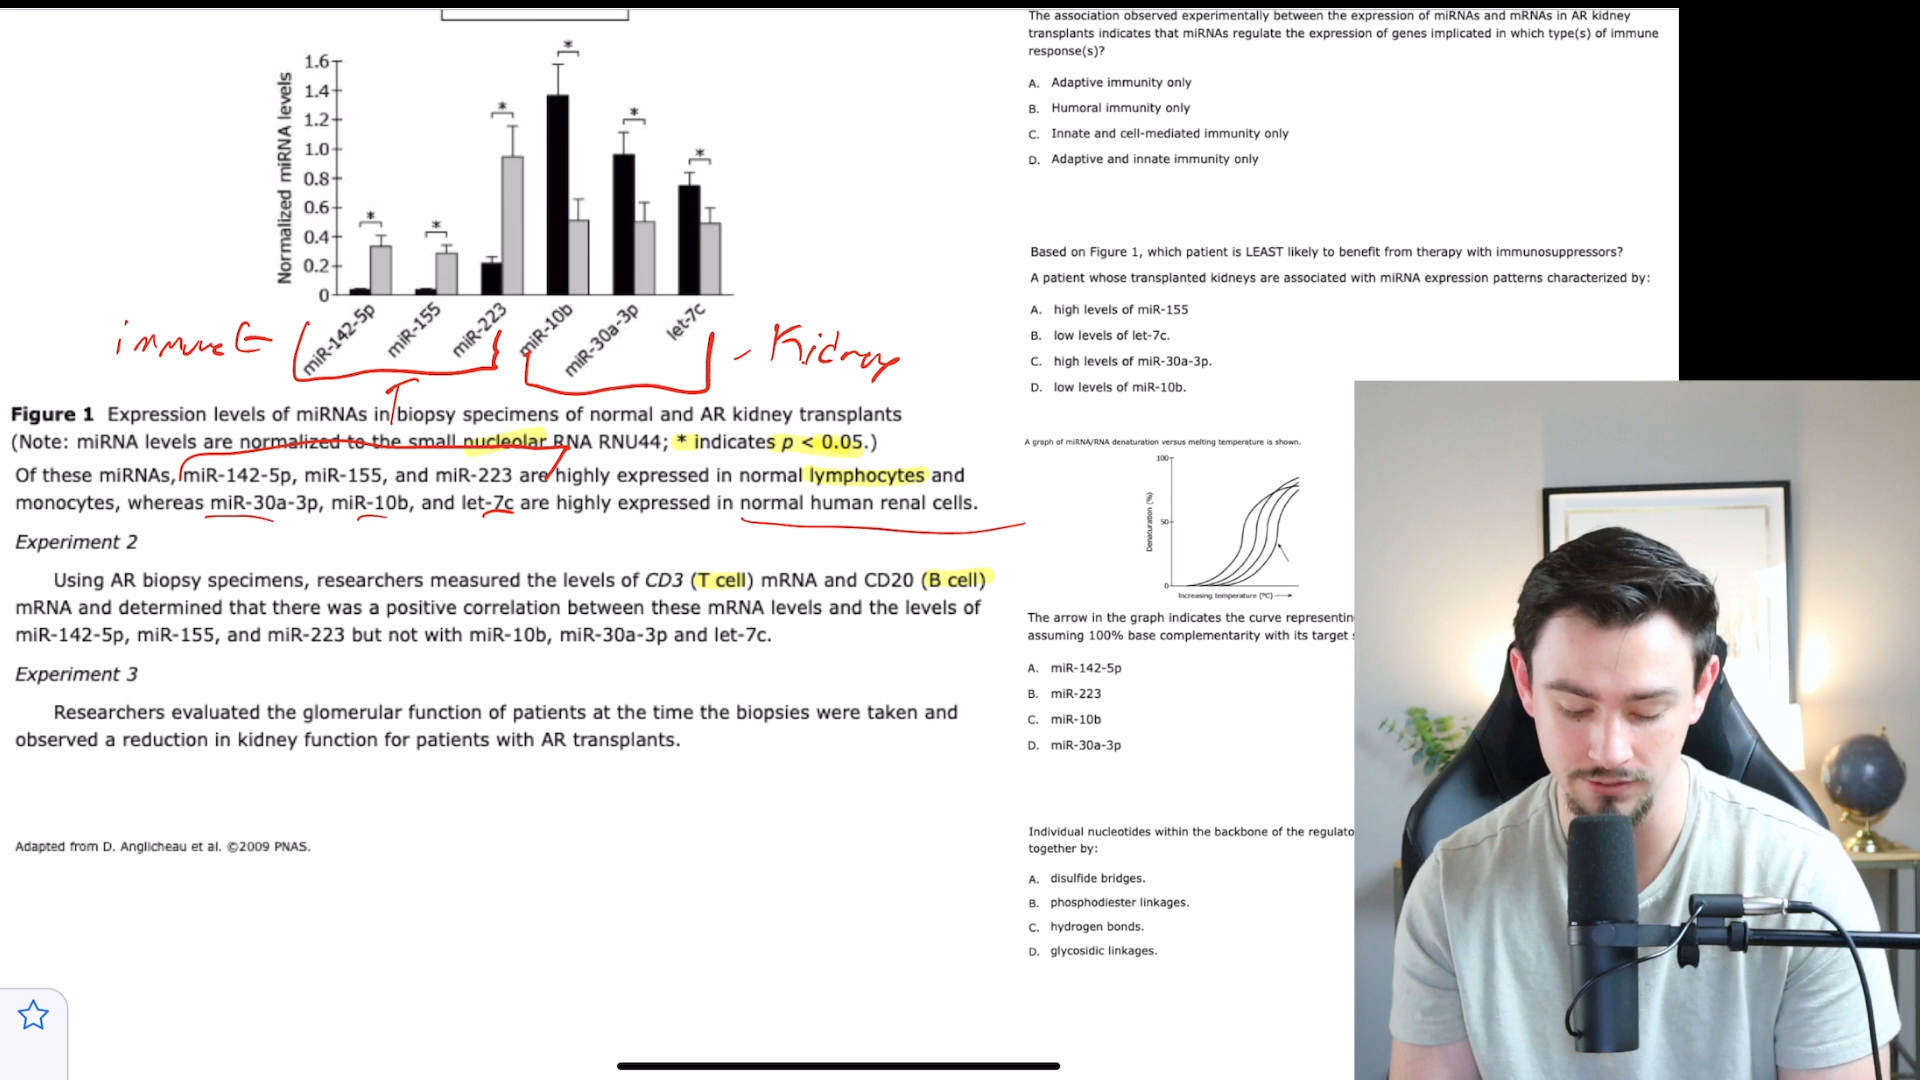 1.6
1.4
1.2
1.0
0.8
0.6
0.4
0.2
0
Normalized miRNA levels
*
*
*
*
*
*
miR-142-5p
miR-155
miR-223
miR-10b
miR-30a-3p
let-7c
immune
Kidney
Figure 1 Expression levels of miRNAs in biopsy specimens of normal and AR kidney transplants
(Note: miRNA levels are normalized to the small nucleolar RNA RNU44; * indicates p < 0.05.)
Of these miRNAs, miR-142-5p, miR-155, and miR-223 are highly expressed in normal lymphocytes and
monocytes, whereas miR-30a-3p, miR-10b, and let-7c are highly expressed in normal human renal cells.
Experiment 2
Using AR biopsy specimens, researchers measured the levels of CD3 (T cell) mRNA and CD20 (B cell)
mRNA and determined that there was a positive correlation between these mRNA levels and the levels of
miR-142-5p, miR-155, and miR-223 but not with miR-10b, miR-30a-3p and let-7c.
Experiment 3
Researchers evaluated the glomerular function of patients at the time the biopsies were taken and
observed a reduction in kidney function for patients with AR transplants.
Adapted from D. Anglicheau et al. ©2009 PNAS.
The association observed experimentally between the expression of miRNAs and mRNAs in AR kidney
transplants indicates that miRNAs regulate the expression of genes implicated in which type(s) of immune
response(s)?
A. Adaptive immunity only
B. Humoral immunity only
C. Innate and cell-mediated immunity only
D. Adaptive and innate immunity only
Based on Figure 1, which patient is LEAST likely to benefit from therapy with immunosuppressors?
A patient whose transplanted kidneys are associated with miRNA expression patterns characterized by:
A. high levels of miR-155
B. low levels of let-7c.
C. high levels of miR-30a-3p.
D. low levels of miR-10b.
A graph of miRNA/RNA denaturation versus melting temperature is shown.
100
50
0
Denaturation (%)
Increasing temperature (°C)
The arrow in the graph indicates the curve representin
assuming 100% base complementarity with its target
A. miR-142-5p
B. miR-223
C. miR-10b
D. miR-30a-3p
Individual nucleotides within the backbone of the regulato
together by:
A. disulfide bridges.
B. phosphodiester linkages.
C. hydrogen bonds.
D. glycosidic linkages.